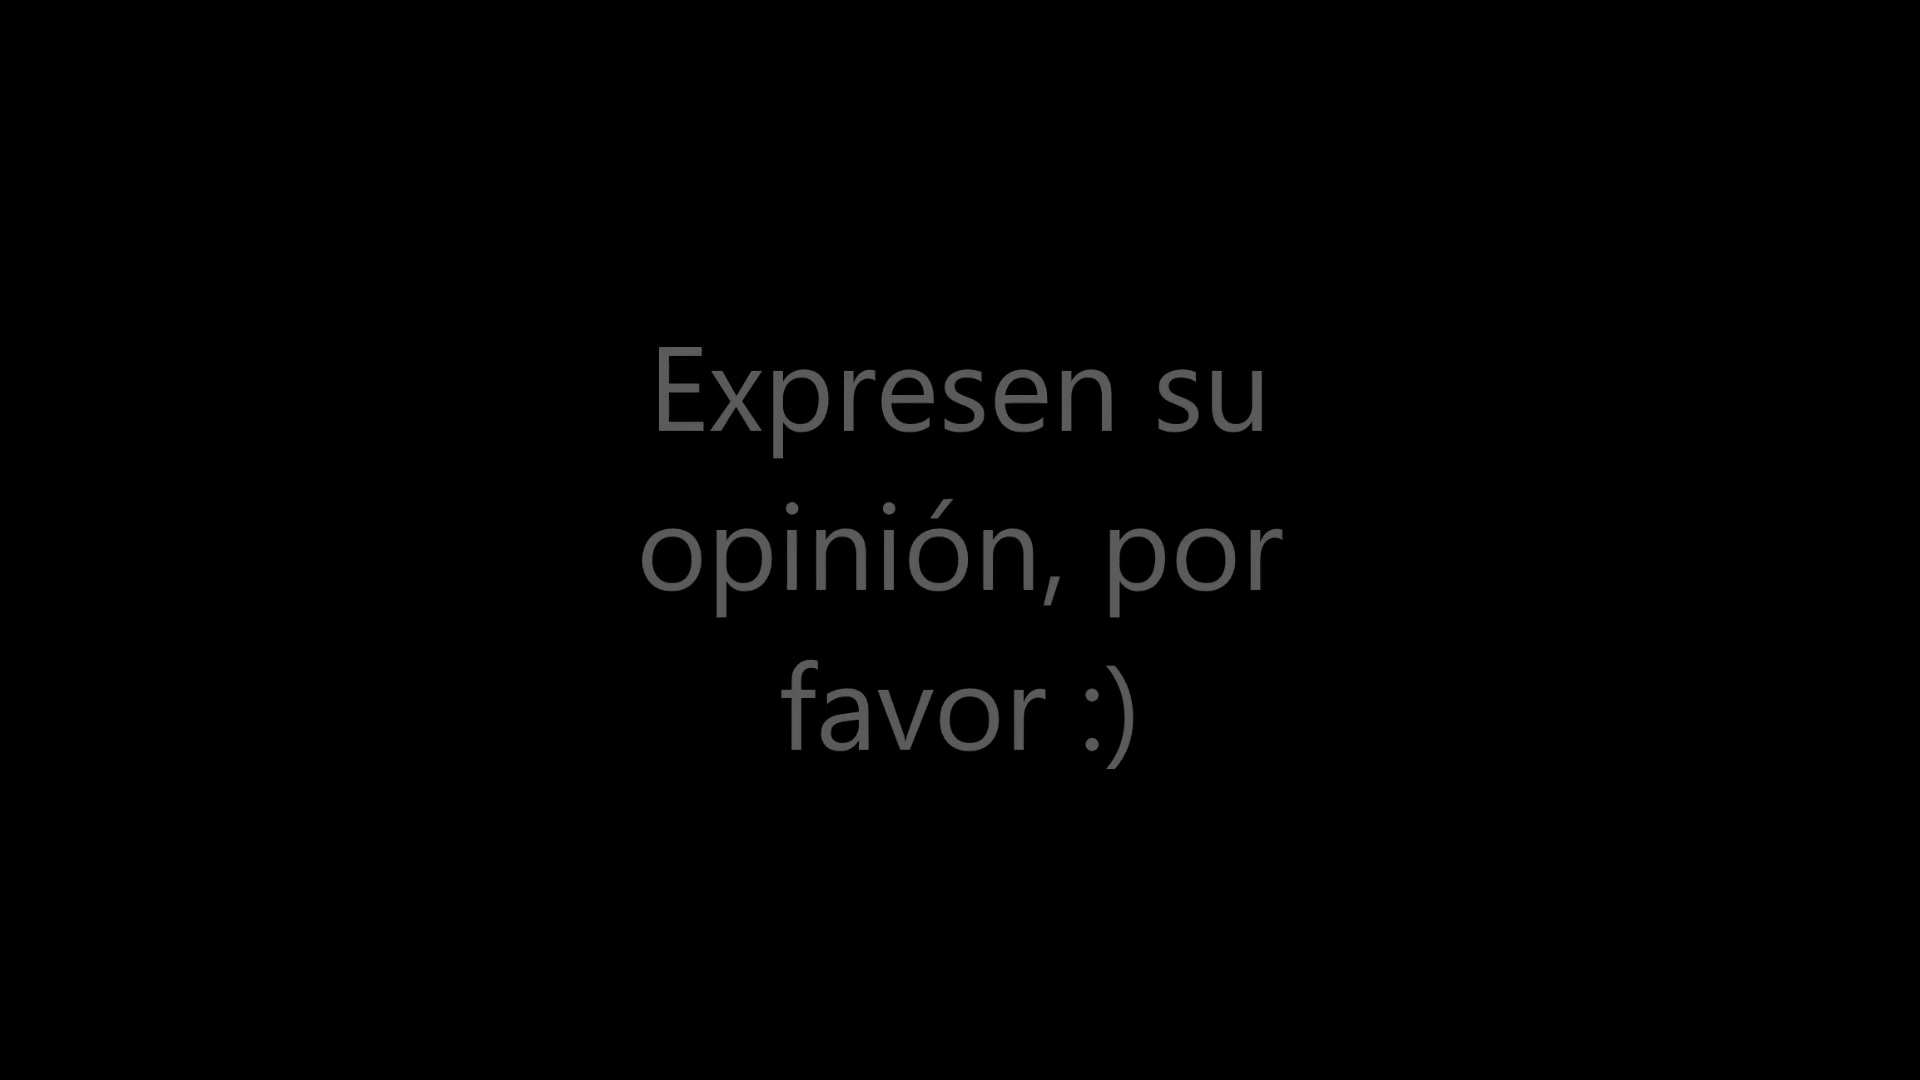 Expresen su
opinión, por
favor :)